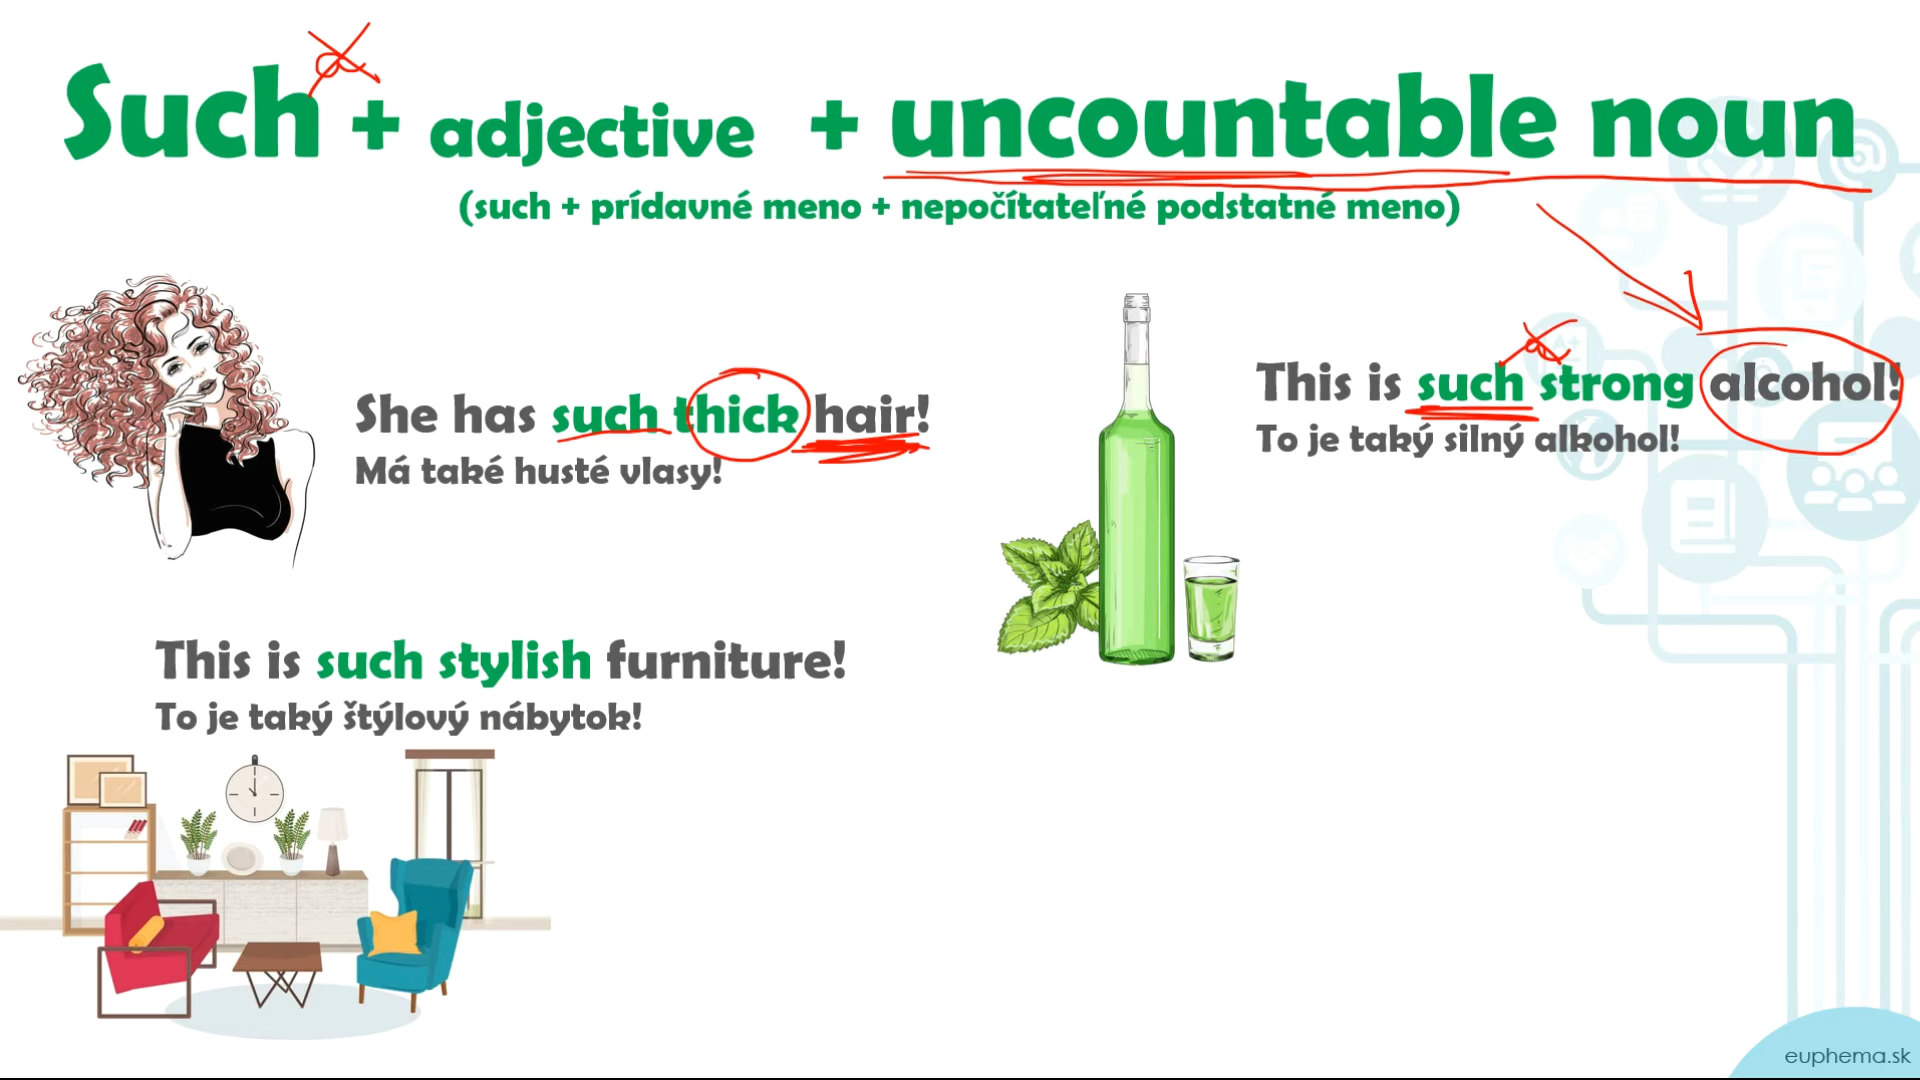 a
Such + adjective + uncountable noun
(such + prídavné meno + nepočítateľné podstatné meno)
She has such thick hair!
Má také husté vlasy!
a
This is such strong alcohol!
To je taký silný alkohol!
This is such stylish furniture!
To je taký štýlový nábytok!
euphema.sk